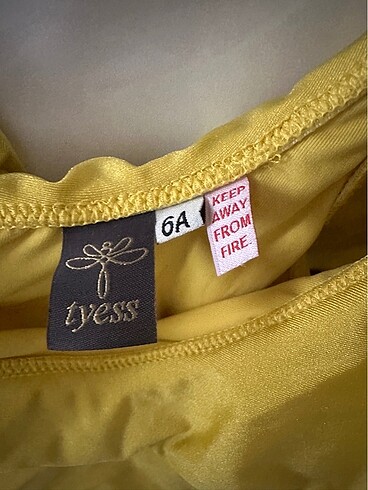 tyess
6A
KEEP
AWAY
FROM
FIRE